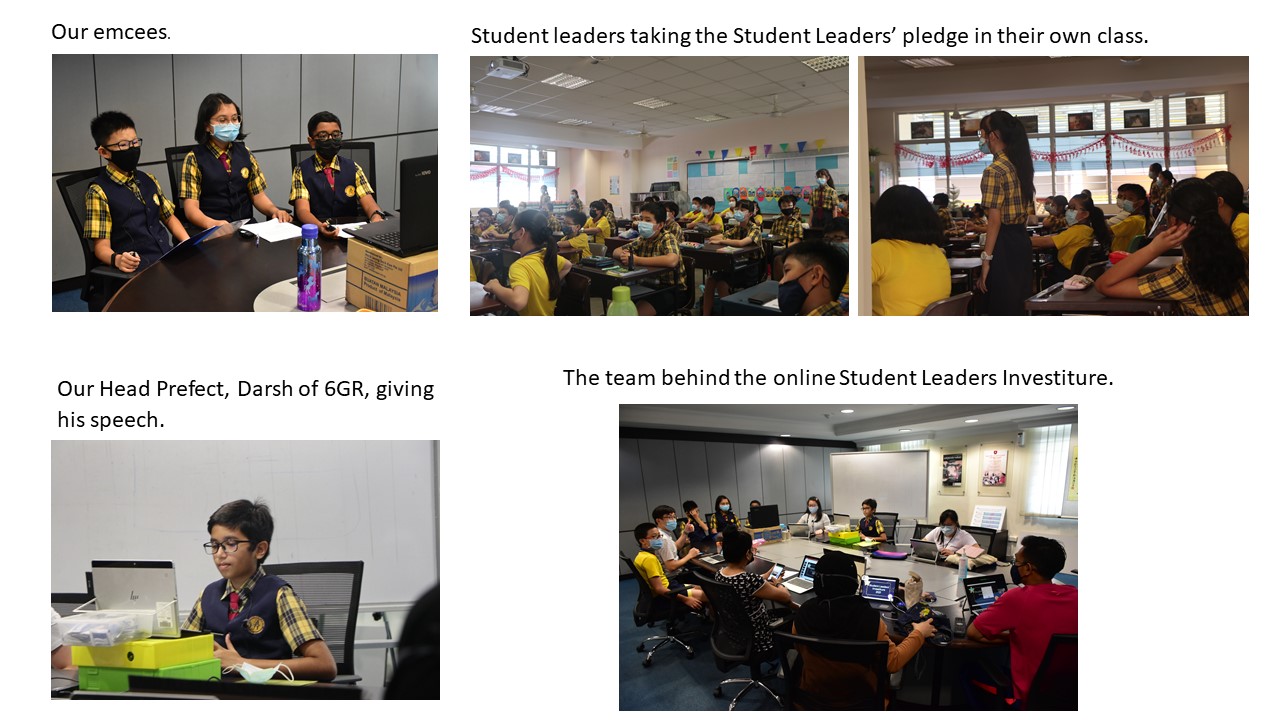 Our emcees.
Student leaders taking the Student Leaders’ pledge in their own class.
Our Head Prefect, Darsh of 6GR, giving
his speech.
The team behind the online Student Leaders Investiture.